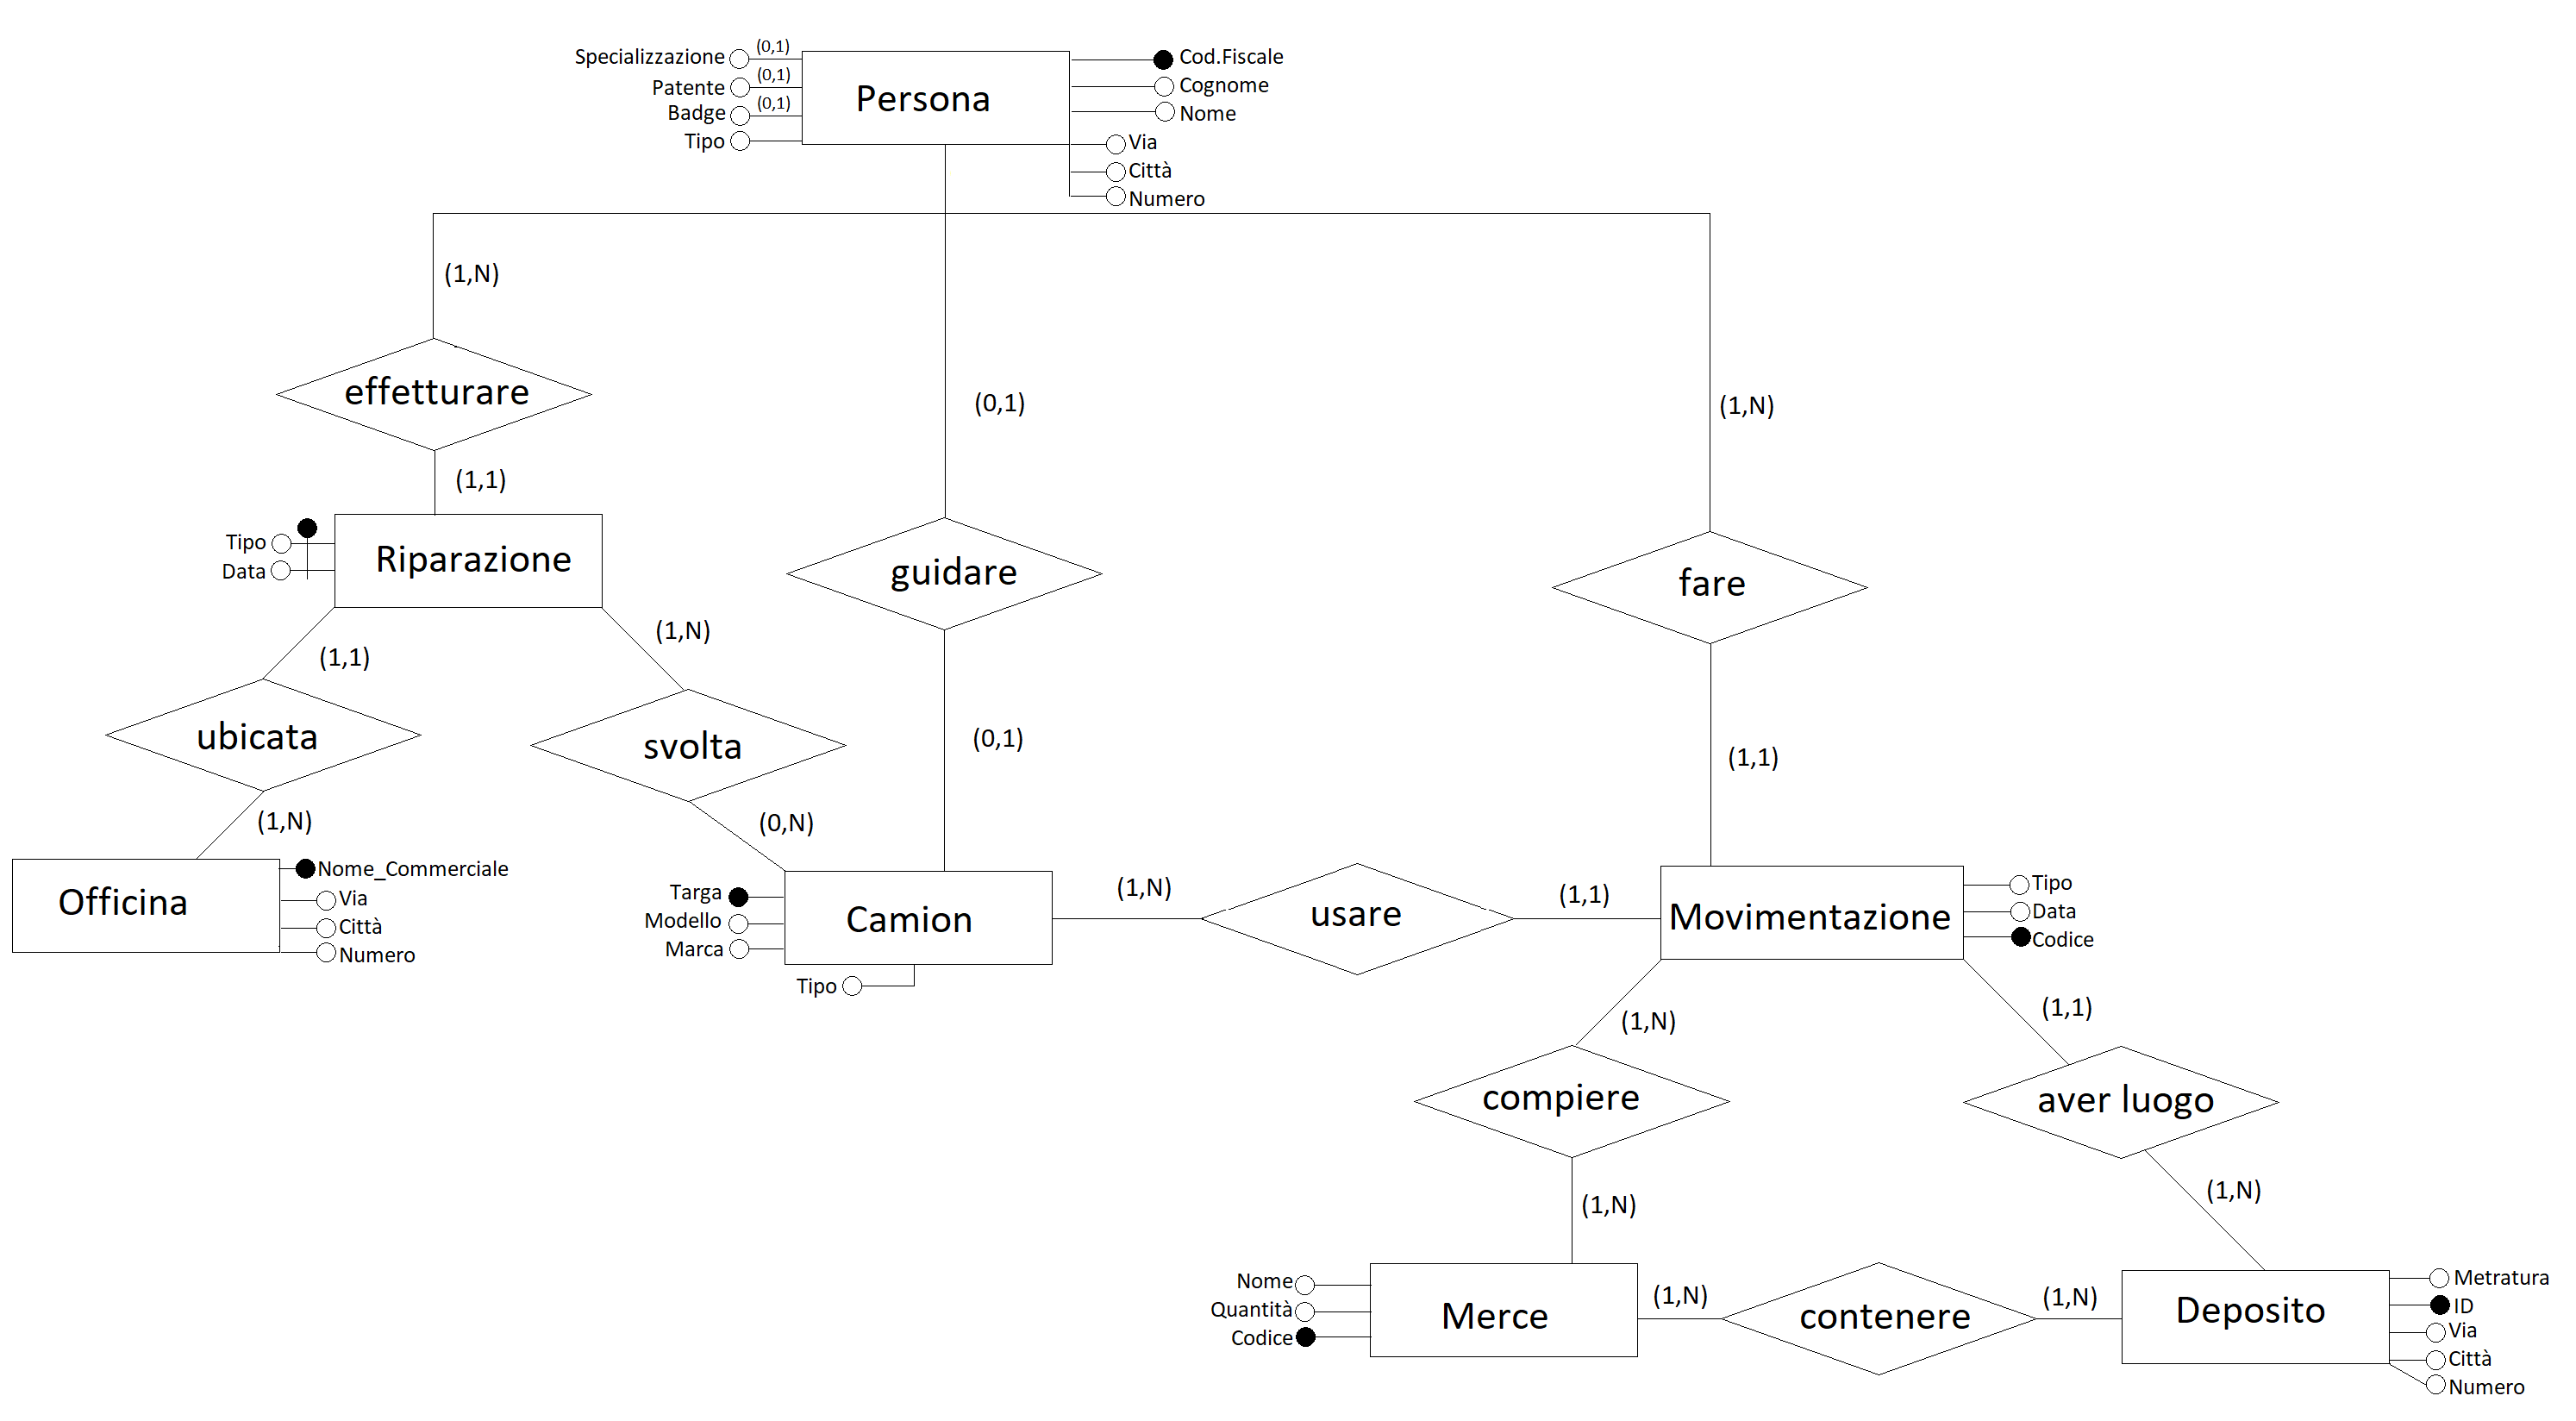 Specializzazione
(0,1)
Patente
(0,1)
Badge
(0,1)
Tipo
Persona
Cod.Fiscale
Cognome
Nome
Via
Città
Numero
(1,N)
(0,1)
(1,N)
effetturare
(1,1)
guidare
fare
Tipo
Data
Riparazione
(1,1)
(1,N)
ubicata
svolta
(0,1)
(1,1)
(1,N)
(0,N)
Officina
Nome_Commerciale
Via
Città
Numero
Targa
Modello
Marca
Tipo
Camion
(1,N)
usare
(1,1)
Movimentazione
Tipo
Data
Codice
(1,N)
(1,1)
compiere
aver luogo
(1,N)
(1,N)
Nome
Quantità
Codice
Merce
(1,N)
contenere
(1,N)
Deposito
Metratura
ID
Via
Città
Numero